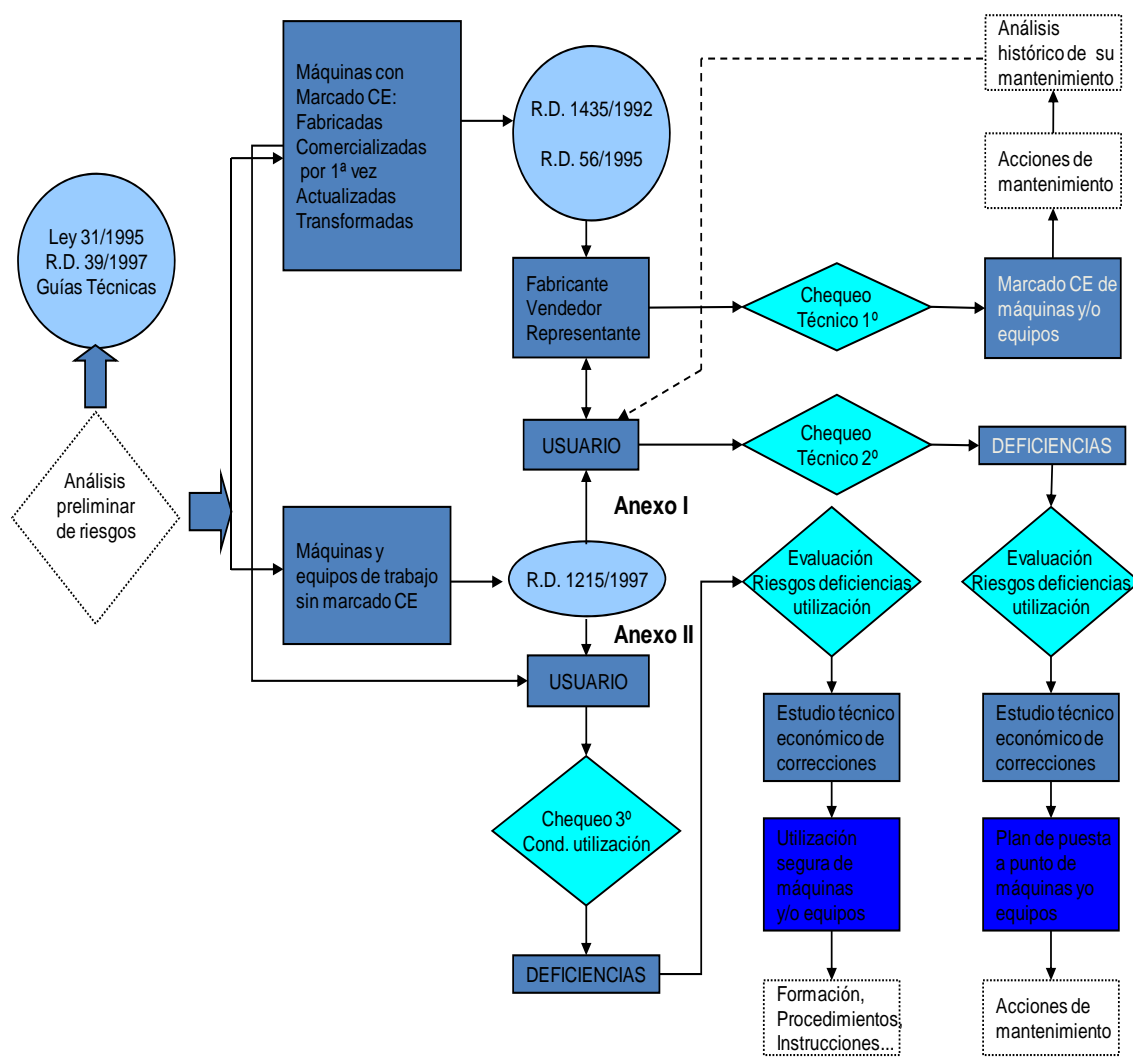 Ley 31/1995
R.D. 39/1997
Guías Técnicas
Análisis
preliminar
de riesgos
Máquinas con
Marcado CE:
Fabricadas
Comercializadas
por 1ª vez
Actualizadas
Transformadas
R.D. 1435/1992
R.D. 56/1995
Fabricante
Vendedor
Representante
Chequeo
Técnico 1º
Marcado CE de
máquinas y/o
equipos
Acciones de
mantenimiento
Análisis
histórico de su
mantenimiento
USUARIO
Chequeo
Técnico 2º
DEFICIENCIAS
Anexo I
Máquinas y
equipos de trabajo
sin marcado CE
R.D. 1215/1997
Anexo II
USUARIO
Chequeo 3º
Cond. utilización
DEFICIENCIAS
Evaluación
Riesgos deficiencias
utilización
Estudio técnico
económico de
correcciones
Utilización
segura de
máquinas
y/o equipos
Formación,
Procedimientos,
Instrucciones...
Evaluación
Riesgos deficiencias
utilización
Estudio técnico
económico de
correcciones
Plan de puesta
a punto de
máquinas yo
equipos
Acciones de
mantenimiento